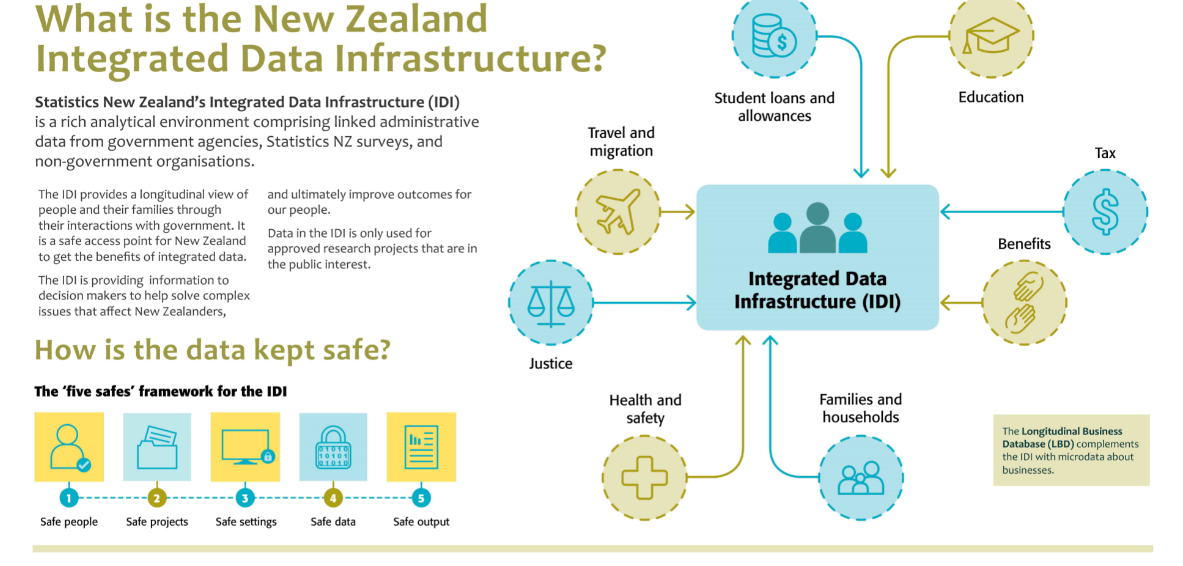 What is the New Zealand
Integrated Data Infrastructure?
Statistics New Zealand’s Integrated Data Infrastructure (IDI)
is a rich analytical environment comprising linked administrative
data from government agencies, Statistics NZ surveys, and
non-government organisations.
The IDI provides a longitudinal view of
people and their families through
their interactions with government. It
is a safe access point for New Zealand
to get the benefits of integrated data.
The IDI is providing information to
decision makers to help solve complex
issues that affect New Zealanders,
and ultimately improve outcomes for
our people.
Data in the IDI is only used for
approved research projects that are in
the public interest.
How is the data kept safe?
The ‘five safes’ framework for the IDI
10101
10101
01010
1
2
3
4
5
Safe people
Safe projects
Safe settings
Safe data
Safe output
Student loans and
allowances
Education
Travel and
migration
Tax
$
$
Benefits
Integrated Data
Infrastructure (IDI)
Justice
Health and
safety
Families and
households
The Longitudinal Business
Database (LBD) complements
the IDI with microdata about
businesses.